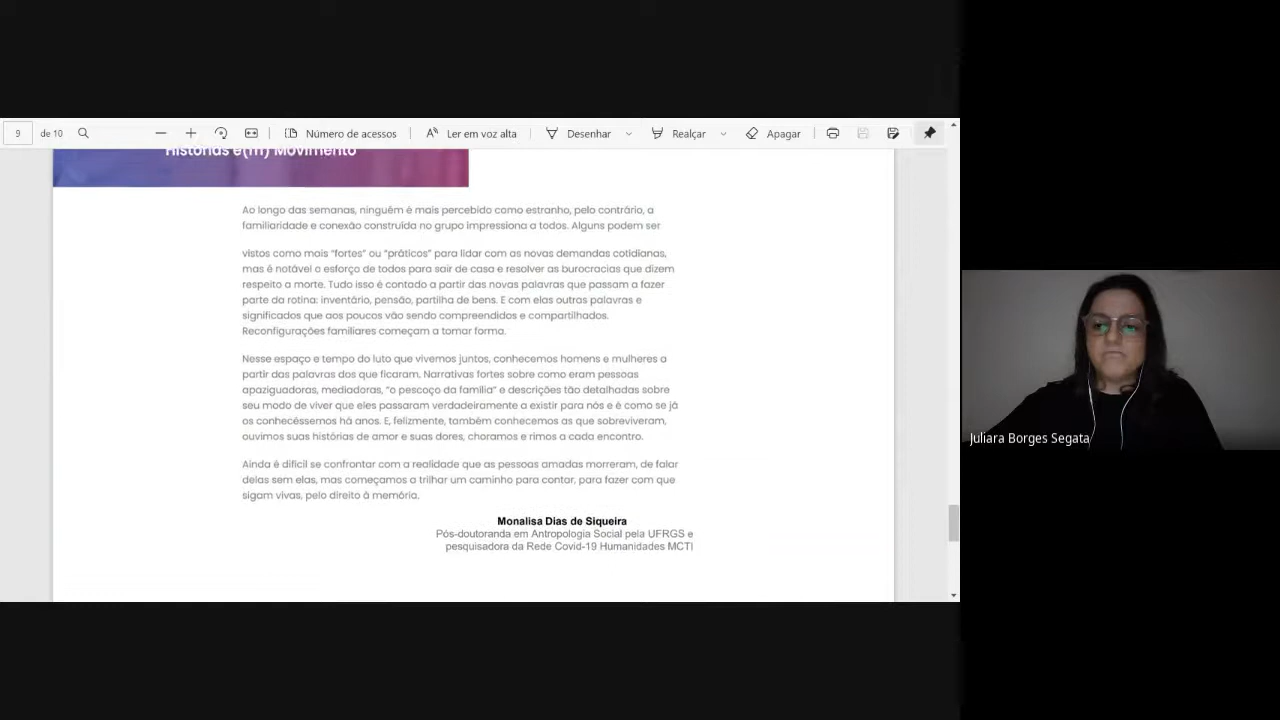 9 de 10 Número de acessos Ler em voz alta Desenhar Realçar Apagar
Histórias e(m) Movimento
Ao longo das semanas, ninguém é mais percebido como estranho, pelo contrário, a
familiaridade e conexão construída no grupo impressiona a todos. Alguns podem ser
vistos como mais "fortes" ou "práticos" para lidar com as novas demandas cotidianas,
mas é notável o esforço de todos para sair de casa e resolver as burocracias que dizem
respeito a morte. Tudo isso é contado a partir das novas palavras que passam a fazer
parte da rotina: inventário, pensão, partilha de bens. E com elas outras palavras e
significados que aos poucos vão sendo compreendidos e compartilhados.
Reconfigurações familiares começam a tomar forma.
Nesse espaço e tempo do luto que vivemos juntos, conhecemos homens e mulheres a
partir das palavras dos que ficaram. Narrativas fortes sobre como eram pessoas
apaziguadoras, mediadoras, "o pescoço da família" e descrições tão detalhadas sobre
seu modo de viver que eles passaram verdadeiramente a existir para nós e é como se já
os conhecêssemos há anos. E, felizmente, também conhecemos as que sobreviveram,
ouvimos suas histórias de amor e suas dores, choramos e rimos a cada encontro.
Ainda é difícil se confrontar com a realidade que as pessoas amadas morreram, de falar
delas sem elas, mas começamos a trilhar um caminho para contar, para fazer com que
sigam vivas, pelo direito à memória.
Monalisa Dias de Siqueira
Pós-doutoranda em Antropologia Social pela UFRGS e
pesquisadora da Rede Covid-19 Humanidades MCTI
Juliara Borges Segata